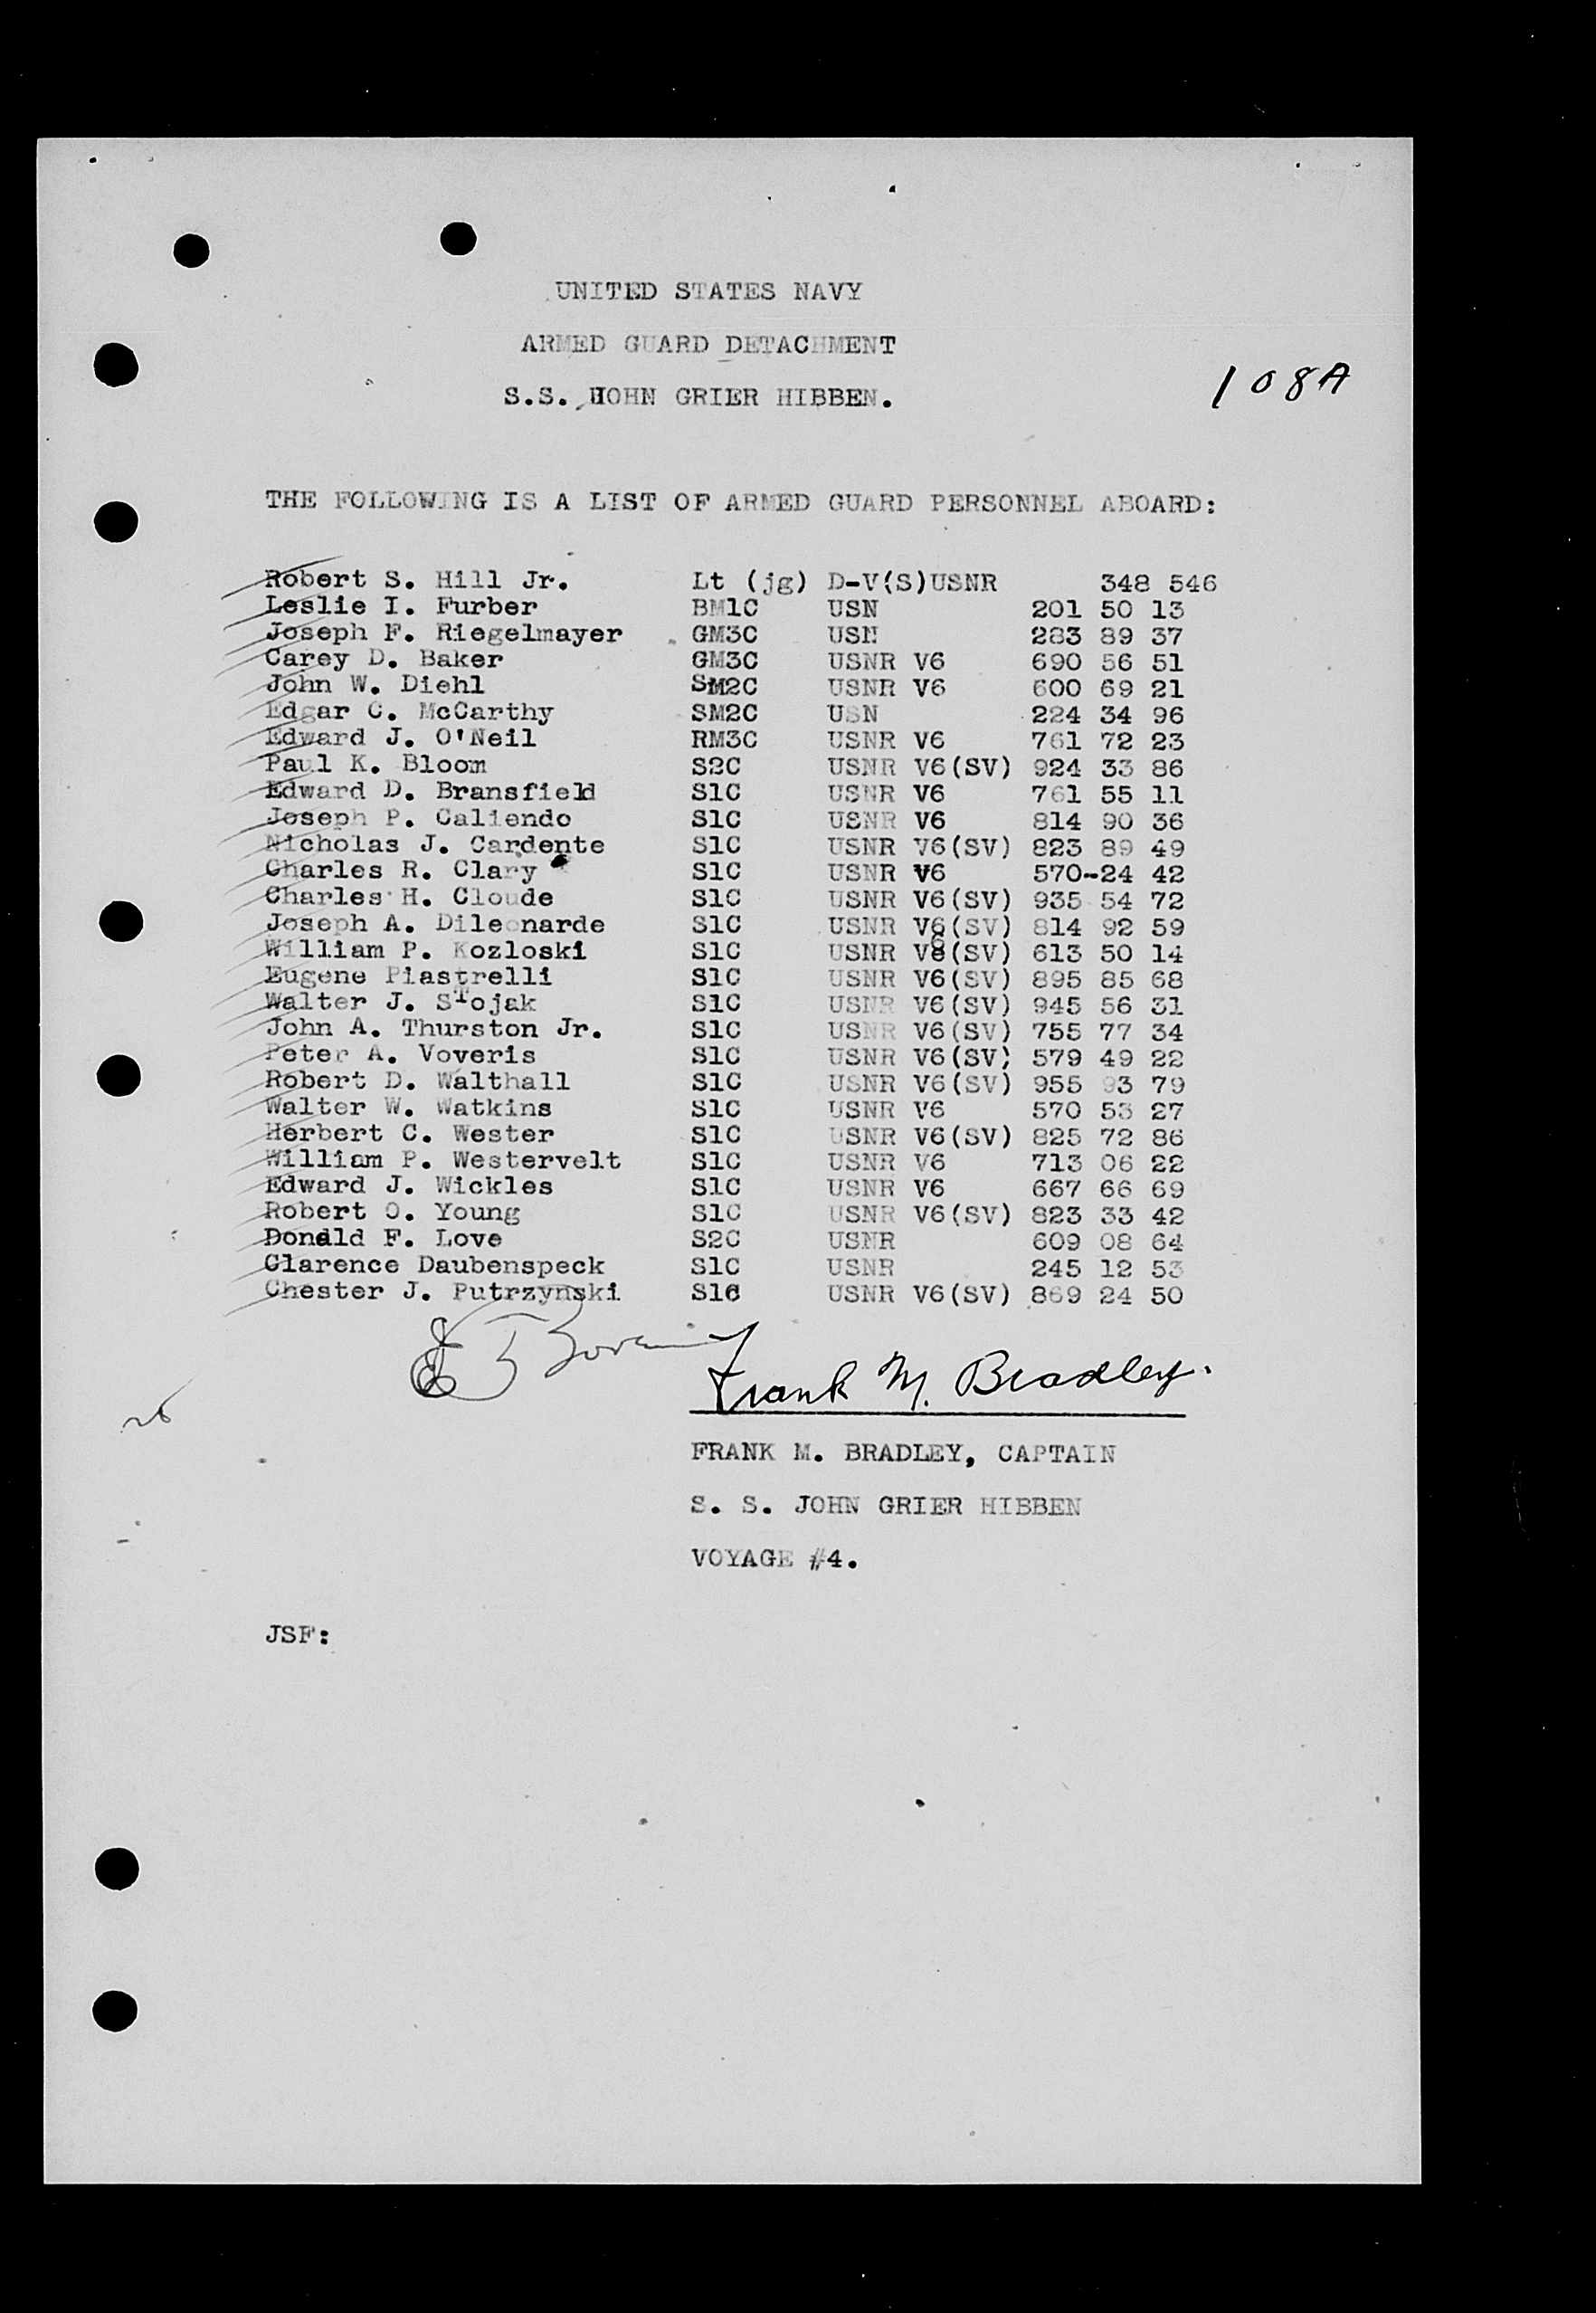 UNITED STATES NAVY
ARMED GUARD DETACHMENT
S.S. HOHN GRIER HIBBEN.
108A
THE FOLLOWING IS A LIST OF ARMED GUARD PERSONNEL ABOARD:
Robert S. Hill Jr. Lt (jg) D-V(S)USNR 348 546
Leslie I. Furber BM1C USN 201 50 13
Joseph F. Riegelmayer GM3C USN 283 89 37
Carey D. Baker GM3C USNR V6 690 56 51
John W. Diehl SM2C USNR V6 600 69 21
Edgar C. McCarthy SM2C USN 224 34 96
Edward J. O'Neil RM3C USNR V6 761 72 23
Paul K. Bloom S2C USNR V6(SV) 924 33 86
Edward D. Bransfield S1C USNR V6 761 55 11
Joseph P. Caliendo S1C USNR V6 814 90 36
Nicholas J. Cardente S1C USNR V6(SV) 823 89 49
Charles R. Clary S1C USNR V6 570-24 42
Charles H. Cloude S1C USNR V6(SV) 935 54 72
Joseph A. Dileonarde S1C USNR V6(SV) 814 92 59
William P. Kozloski S1C USNR V6(SV) 613 50 14
Eugene Piastrelli S1C USNR V6(SV) 895 85 68
Walter J. STojak S1C USNR V6(SV) 945 56 31
John A. Thurston Jr. S1C USNR V6(SV) 755 77 34
Peter A. Voveris S1C USNR V6(SV) 579 49 22
Robert D. Walthall S1C USNR V6(SV) 955 93 79
Walter W. Watkins S1C USNR V6 570 53 27
Herbert C. Wester S1C USNR V6(SV) 825 72 86
William P. Westervelt S1C USNR V6 713 06 22
Edward J. Wickles S1C USNR V6 667 66 69
Robert O. Young S1C USNR V6(SV) 823 33 42
Donald F. Love S2C USNR 609 08 64
Clarence Daubenspeck S1C USNR 245 12 53
Chester J. Putrzynski S1C USNR V6(SV) 869 24 50
Frank M. Bradley.
FRANK M. BRADLEY, CAPTAIN
S. S. JOHN GRIER HIBBEN
VOYAGE #4.
JSF: